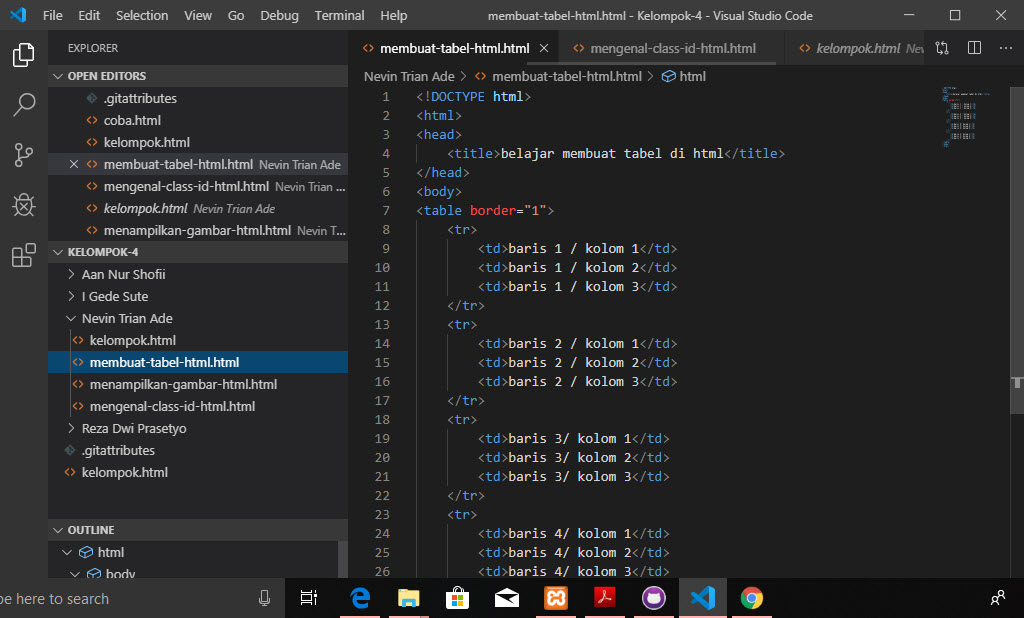 File Edit Selection View Go Debug Terminal Help membuat-tabel-html.html - Kelompok-4 - Visual Studio Code
EXPLORER
OPEN EDITORS
.gitattributes
coba.html
kelompok.html
membuat-tabel-html.html Nevin Trian Ade
mengenal-class-id-html.html Nevin Trian ...
kelompok.html Nevin Trian Ade
menampilkan-gambar-html.html Nevin T...
KELOMPOK-4
Aan Nur Shofii
I Gede Sute
Nevin Trian Ade
kelompok.html
membuat-tabel-html.html
menampilkan-gambar-html.html
mengenal-class-id-html.html
Reza Dwi Prasetyo
.gitattributes
kelompok.html
OUTLINE
html
body
membuat-tabel-html.html mengenal-class-id-html.html kelompok.html Nev
Nevin Trian Ade > membuat-tabel-html.html > html
1 <!DOCTYPE html>
2 <html>
3 <head>
4 <title>belajar membuat tabel di html</title>
5 </head>
6 <body>
7 <table border="1">
8 <tr>
9 <td>baris 1 / kolom 1</td>
10 <td>baris 1 / kolom 2</td>
11 <td>baris 1 / kolom 3</td>
12 </tr>
13 <tr>
14 <td>baris 2 / kolom 1</td>
15 <td>baris 2 / kolom 2</td>
16 <td>baris 2 / kolom 3</td>
17 </tr>
18 <tr>
19 <td>baris 3/ kolom 1</td>
20 <td>baris 3/ kolom 2</td>
21 <td>baris 3/ kolom 3</td>
22 </tr>
23 <tr>
24 <td>baris 4/ kolom 1</td>
25 <td>baris 4/ kolom 2</td>
26 <td>baris 4/ kolom 3</td>
pe here to search